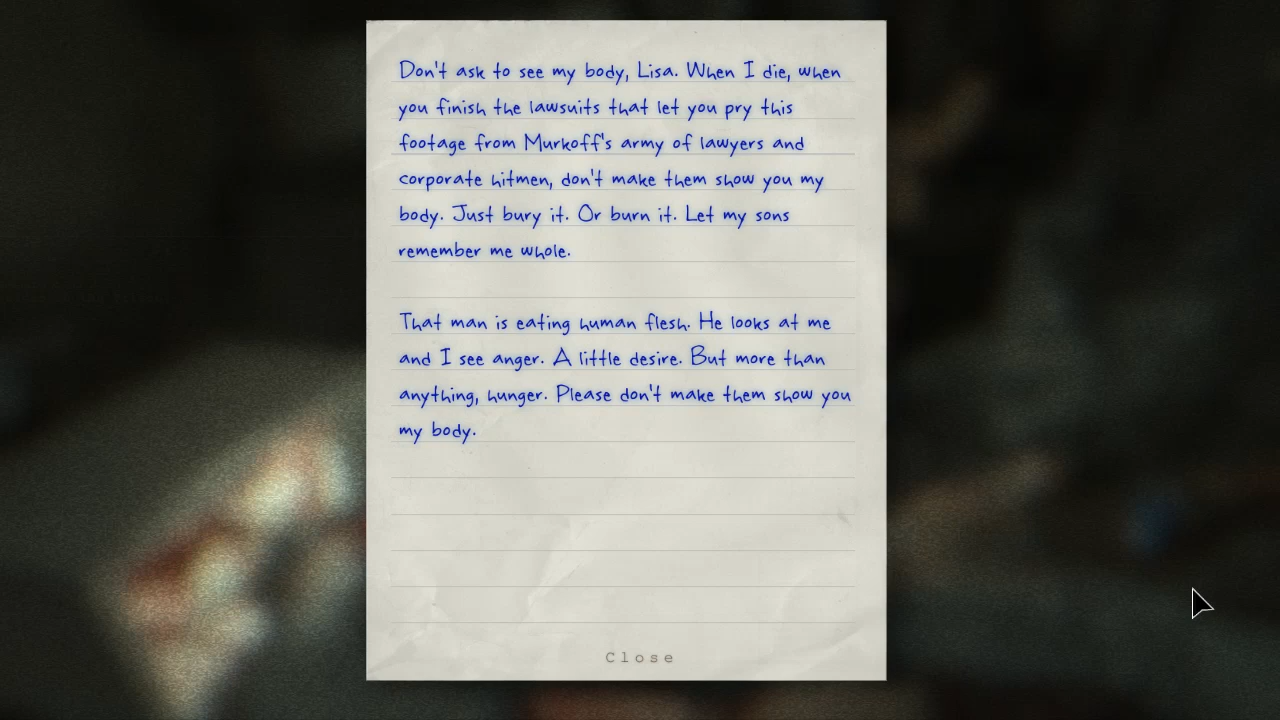 Don't ask to see my body, Lisa. When I die, when
you finish the lawsuits that let you pry this
footage from Murkoff's army of lawyers and
corporate hitmen, don't make them show you my
body. Just bury it. Or burn it. Let my sons
remember me whole.
That man is eating human flesh. He looks at me
and I see anger. A little desire. But more than
anything, hunger. Please don't make them show you
my body.
Close